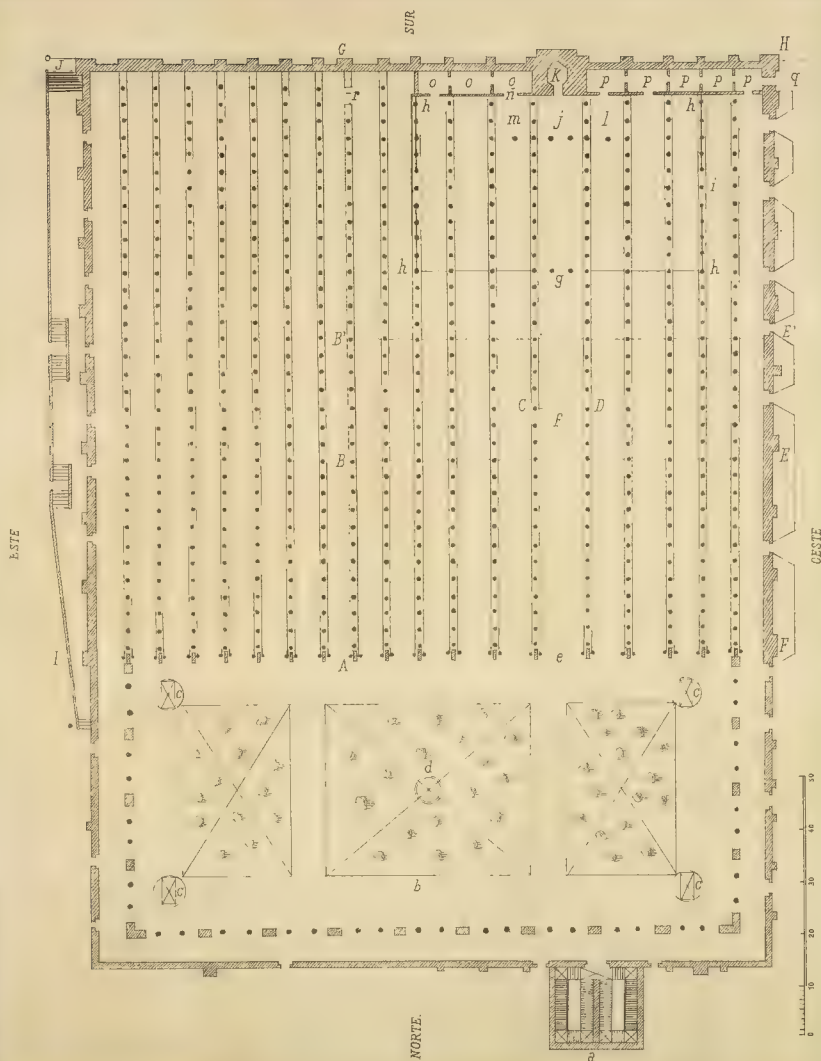 SUR
G
H
J
K
o o o
p p p p p
q
r
h
ñ
h
m j l
i
h
g
h
B'
E'
C
f
D
B
E
ESTE
OESTE
I
F
A
e
c
c
d
b
c
c
50
40
30
20
10
0
NORTE.
a